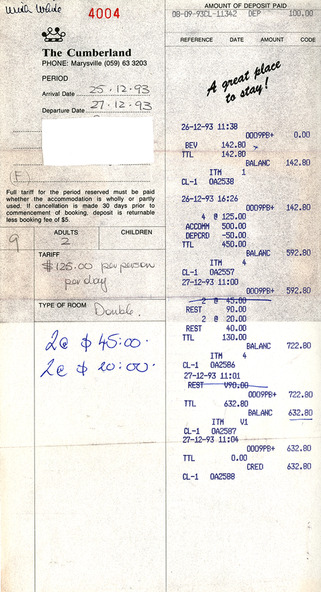 4004
The Cumberland
PHONE: Marysville (059) 63 3203
PERIOD
Arrival Date 25.12.93
Departure Date 27.12.93
(F)
Full tariff for the period reserved must be paid
whether the accommodation is wholly or partly
used. If cancellation is made 30 days prior to
commencement of booking, deposit is returnable
less booking fee of $5.
9
ADULTS CHILDREN
2
TARIFF
$125.00 per person
per day
TYPE OF ROOM
Double.
2@ $45:00.
2@ $20:00.
AMOUNT OF DEPOSIT PAID
08-09-93CL-11342 DEP 100.00
REFERENCE DATE AMOUNT CODE
A great place
to stay!
26-12-93 11:38
0009PB+ 0.00
BEV 142.80
TTL 142.80
BALANC 142.80
ITM 1
CL-1 0A2538
26-12-93 16:26
0009PB+ 142.80
4 @ 125.00
ACCOMM 500.00
DEPCRD -50.00
TTL 450.00
BALANC 592.80
ITM 4
CL-1 0A2557
27-12-93 11:00
0009PB+ 592.80
2 @ 45.00
REST 90.00
2 @ 20.00
REST 40.00
TTL 130.00
BALANC 722.80
ITM 4
CL-1 0A2586
27-12-93 11:01
REST V90.00
0009PB+ 722.80
TTL 632.80
BALANC 632.80
ITM V1
CL-1 0A2587
27-12-93 11:04
0009PB+ 632.80
TTL 0.00
CRED 632.80
CL-1 0A2588